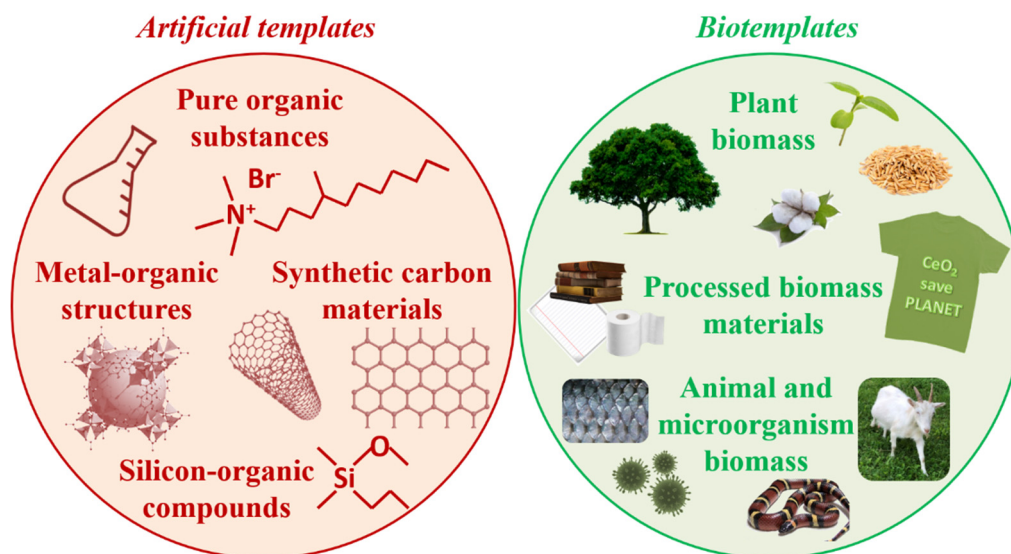 Artificial templates
Biotemplates
Pure organic
substances
Br⁻
N⁺
Metal-organic
structures
Synthetic carbon
materials
Silicon-organic
compounds
O
Si
Plant
biomass
CeO₂
save
PLANET
Processed biomass
materials
Animal and
microorganism
biomass